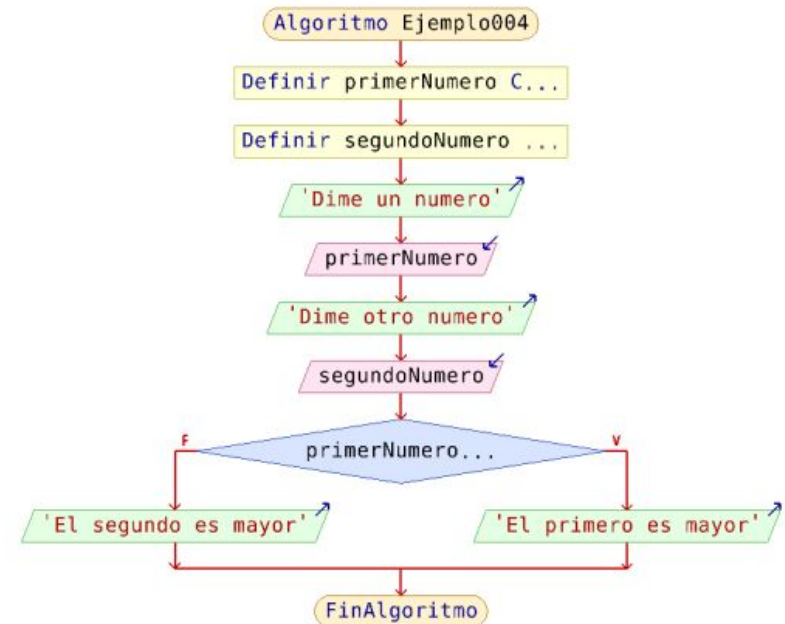 Algoritmo Ejemplo004
Definir primerNumero C...
Definir segundoNumero ...
'Dime un numero'
primerNumero
'Dime otro numero'
segundoNumero
F
V
primerNumero...
'El segundo es mayor'
'El primero es mayor'
FinAlgoritmo